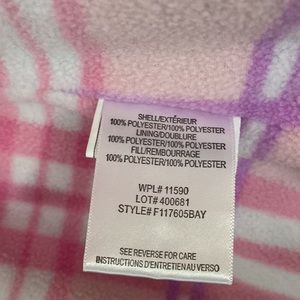 SHELL/EXTÉRIEUR
100% POLYESTER/100% POLYESTER
LINING/DOUBLURE
100% POLYESTER/100% POLYESTER
FILL/REMBOURRAGE
100% POLYESTER/100% POLYESTER
WPL# 11590
LOT# 400681
STYLE# F117605BAY
SEE REVERSE FOR CARE
INSTRUCTIONS D'ENTRETIEN AU VERSO